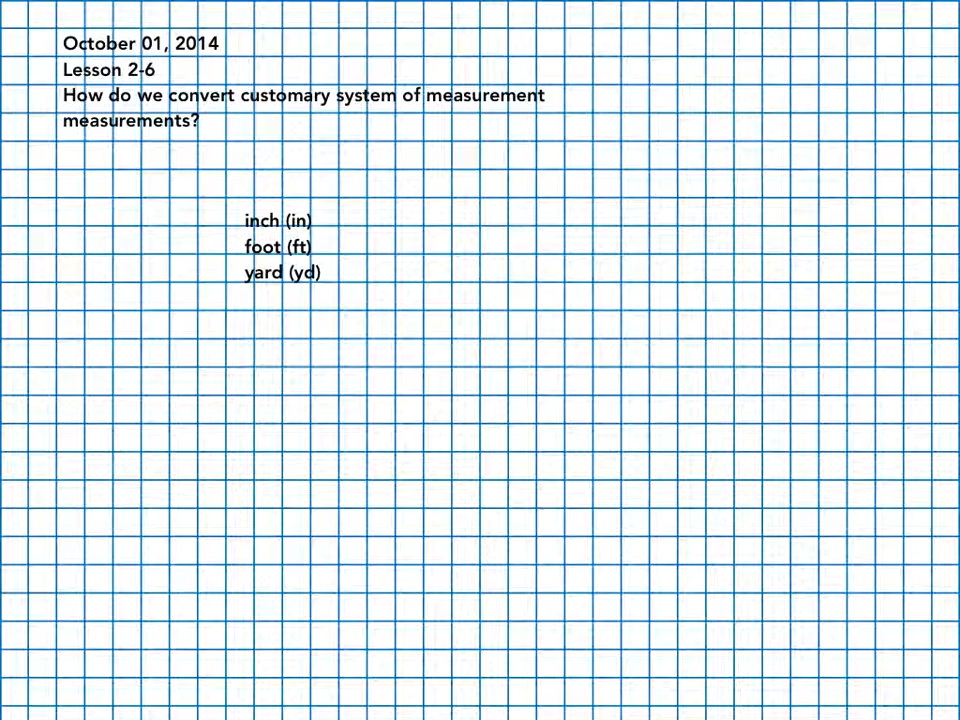 October 01, 2014
Lesson 2-6
How do we convert customary system of measurement
measurements?
inch (in)
foot (ft)
yard (yd)